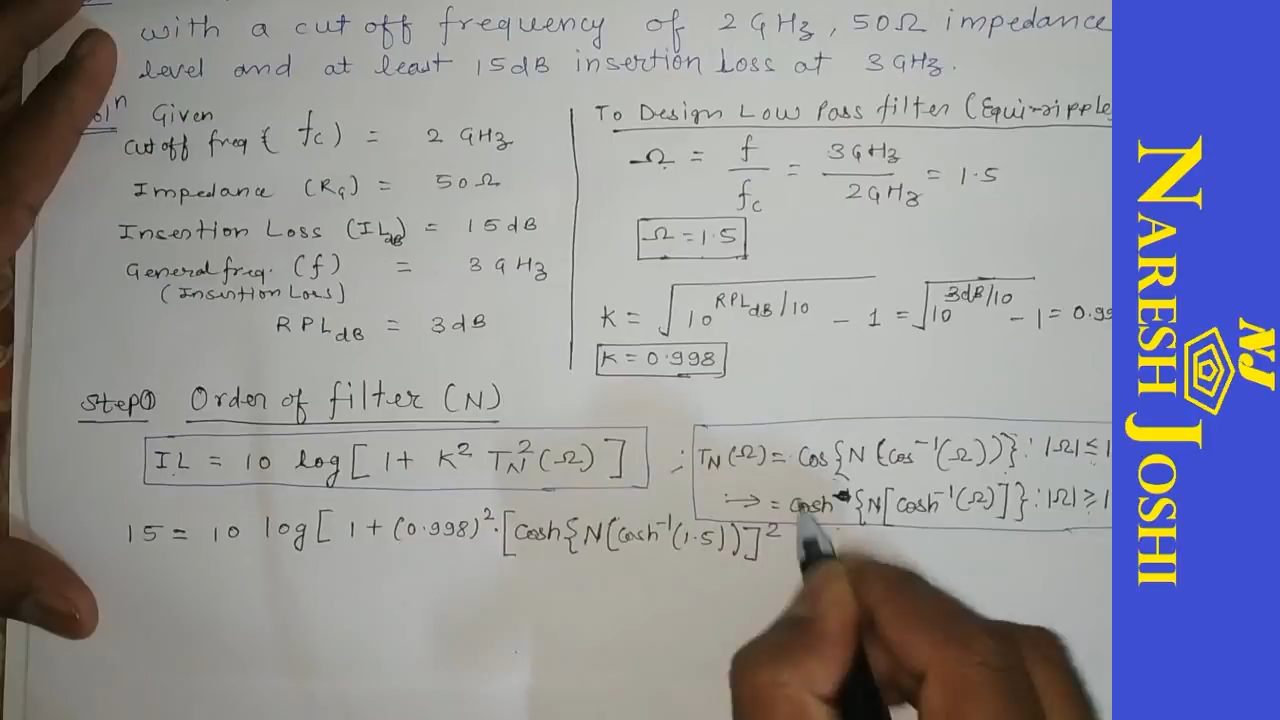 with a cut off frequency of 2 GHz, 50Ω impedance
level and at least 15dB insertion Loss at 3GHz.
Solⁿ Given
Cut off freq { fc) = 2 GHz
Impedance (RG) = 50Ω
Insertion Loss (ILdB) = 15dB
General freq. (f) = 3 GHz
(Insertion Loss)
RPLdB = 3dB
To Design Low Pass filter (Equi-ripple
Ω = f/fc = 3GHz/2GHz = 1.5
Ω = 1.5
K = √(10^(RPLdB/10) - 1) = √(10^(3dB/10) - 1) = 0.99
K = 0.998
Step① Order of filter (N)
IL = 10 log[ 1 + K² TN²(Ω) ] ; TN(Ω) = Cos{N(cos⁻¹(Ω))} : |Ω| ≤ 1
→ = cosh {N[cosh⁻¹(Ω)]} : |Ω| ≥ 1
15 = 10 log[ 1 + (0.998)².[cosh{N(cosh⁻¹(1.5))]²
NARESH JOSHI
NJ